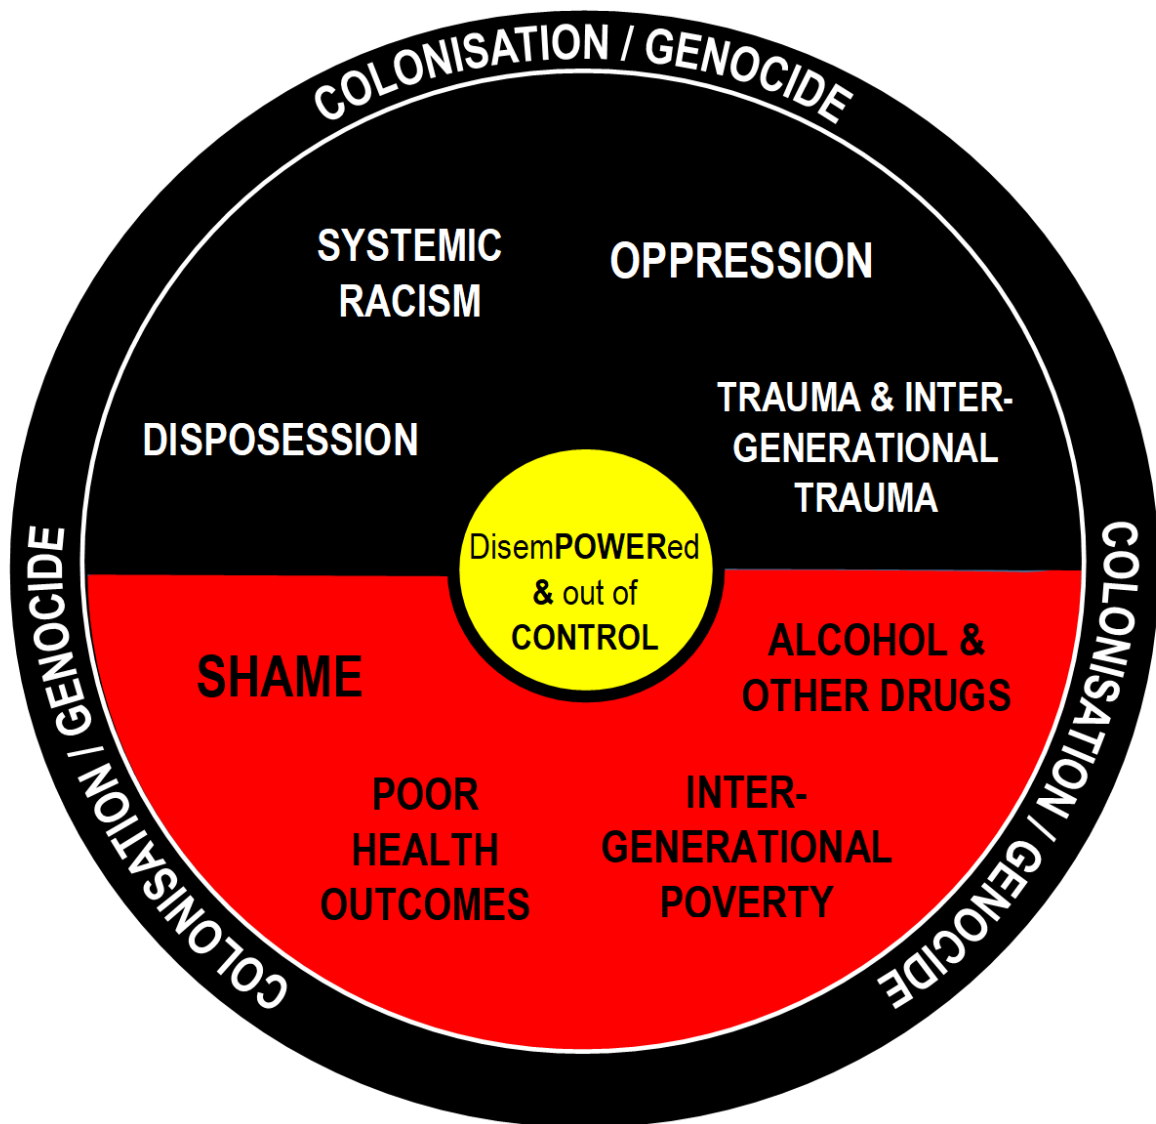 COLONISATION / GENOCIDE
SYSTEMIC
RACISM
OPPRESSION
DISPOSESSION
TRAUMA & INTER-
GENERATIONAL
TRAUMA
DisemPOWERed
& out of
CONTROL
SHAME
ALCOHOL &
OTHER DRUGS
POOR
HEALTH
OUTCOMES
INTER-
GENERATIONAL
POVERTY
COLONISATION / GENOCIDE
COLONISATION / GENOCIDE